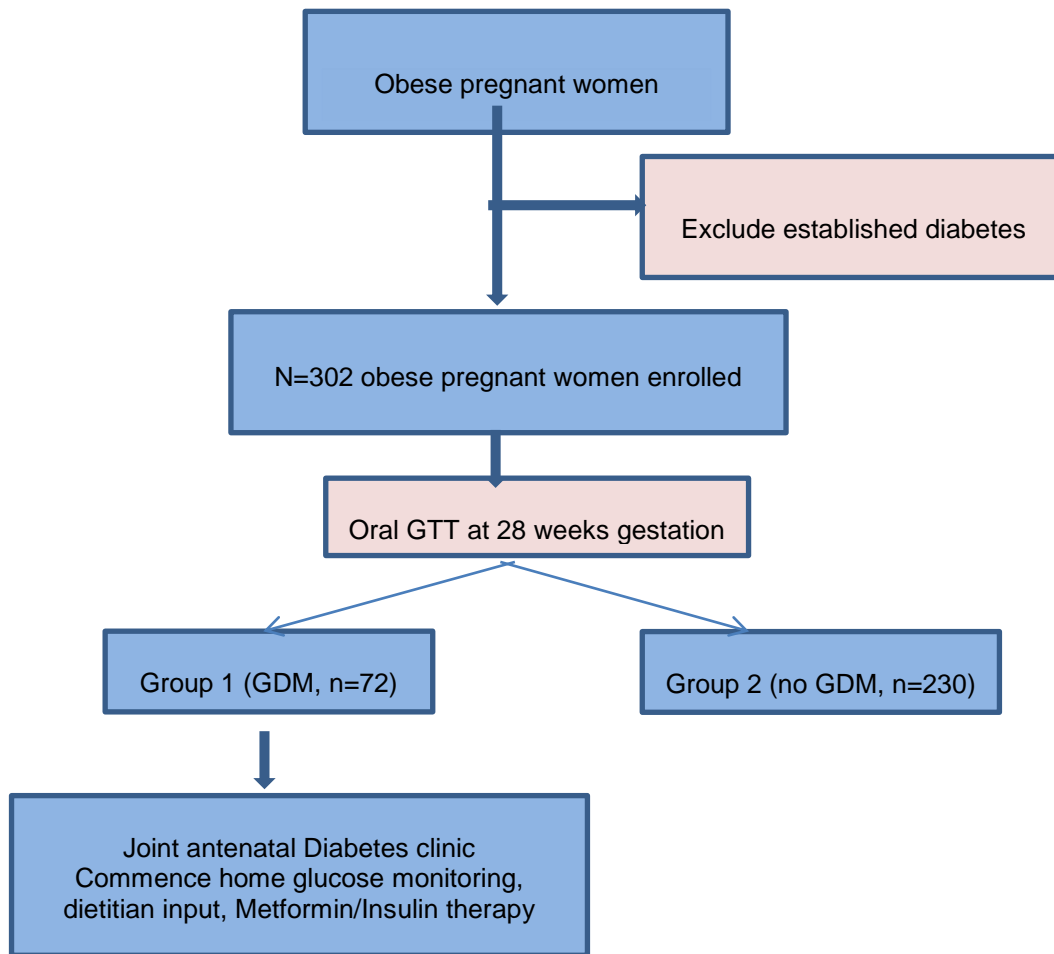 Obese pregnant women
Exclude established diabetes
N=302 obese pregnant women enrolled
Oral GTT at 28 weeks gestation
Group 1 (GDM, n=72)
Group 2 (no GDM, n=230)
Joint antenatal Diabetes clinic
Commence home glucose monitoring,
dietitian input, Metformin/Insulin therapy